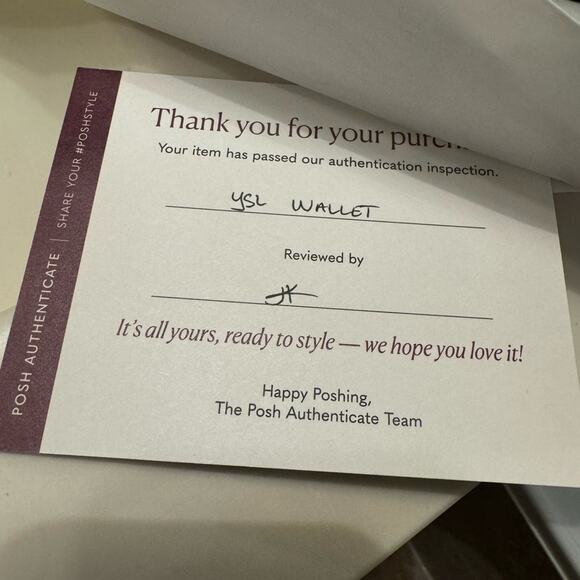 Thank you for your
Your item has passed our authentication inspection.
YSL WALLET
Reviewed by
It's all yours, ready to style — we hope you love it!
Happy Poshing,
The Posh Authenticate Team
POSH AUTHENTICATE | SHARE YOUR #POSHSTYLE